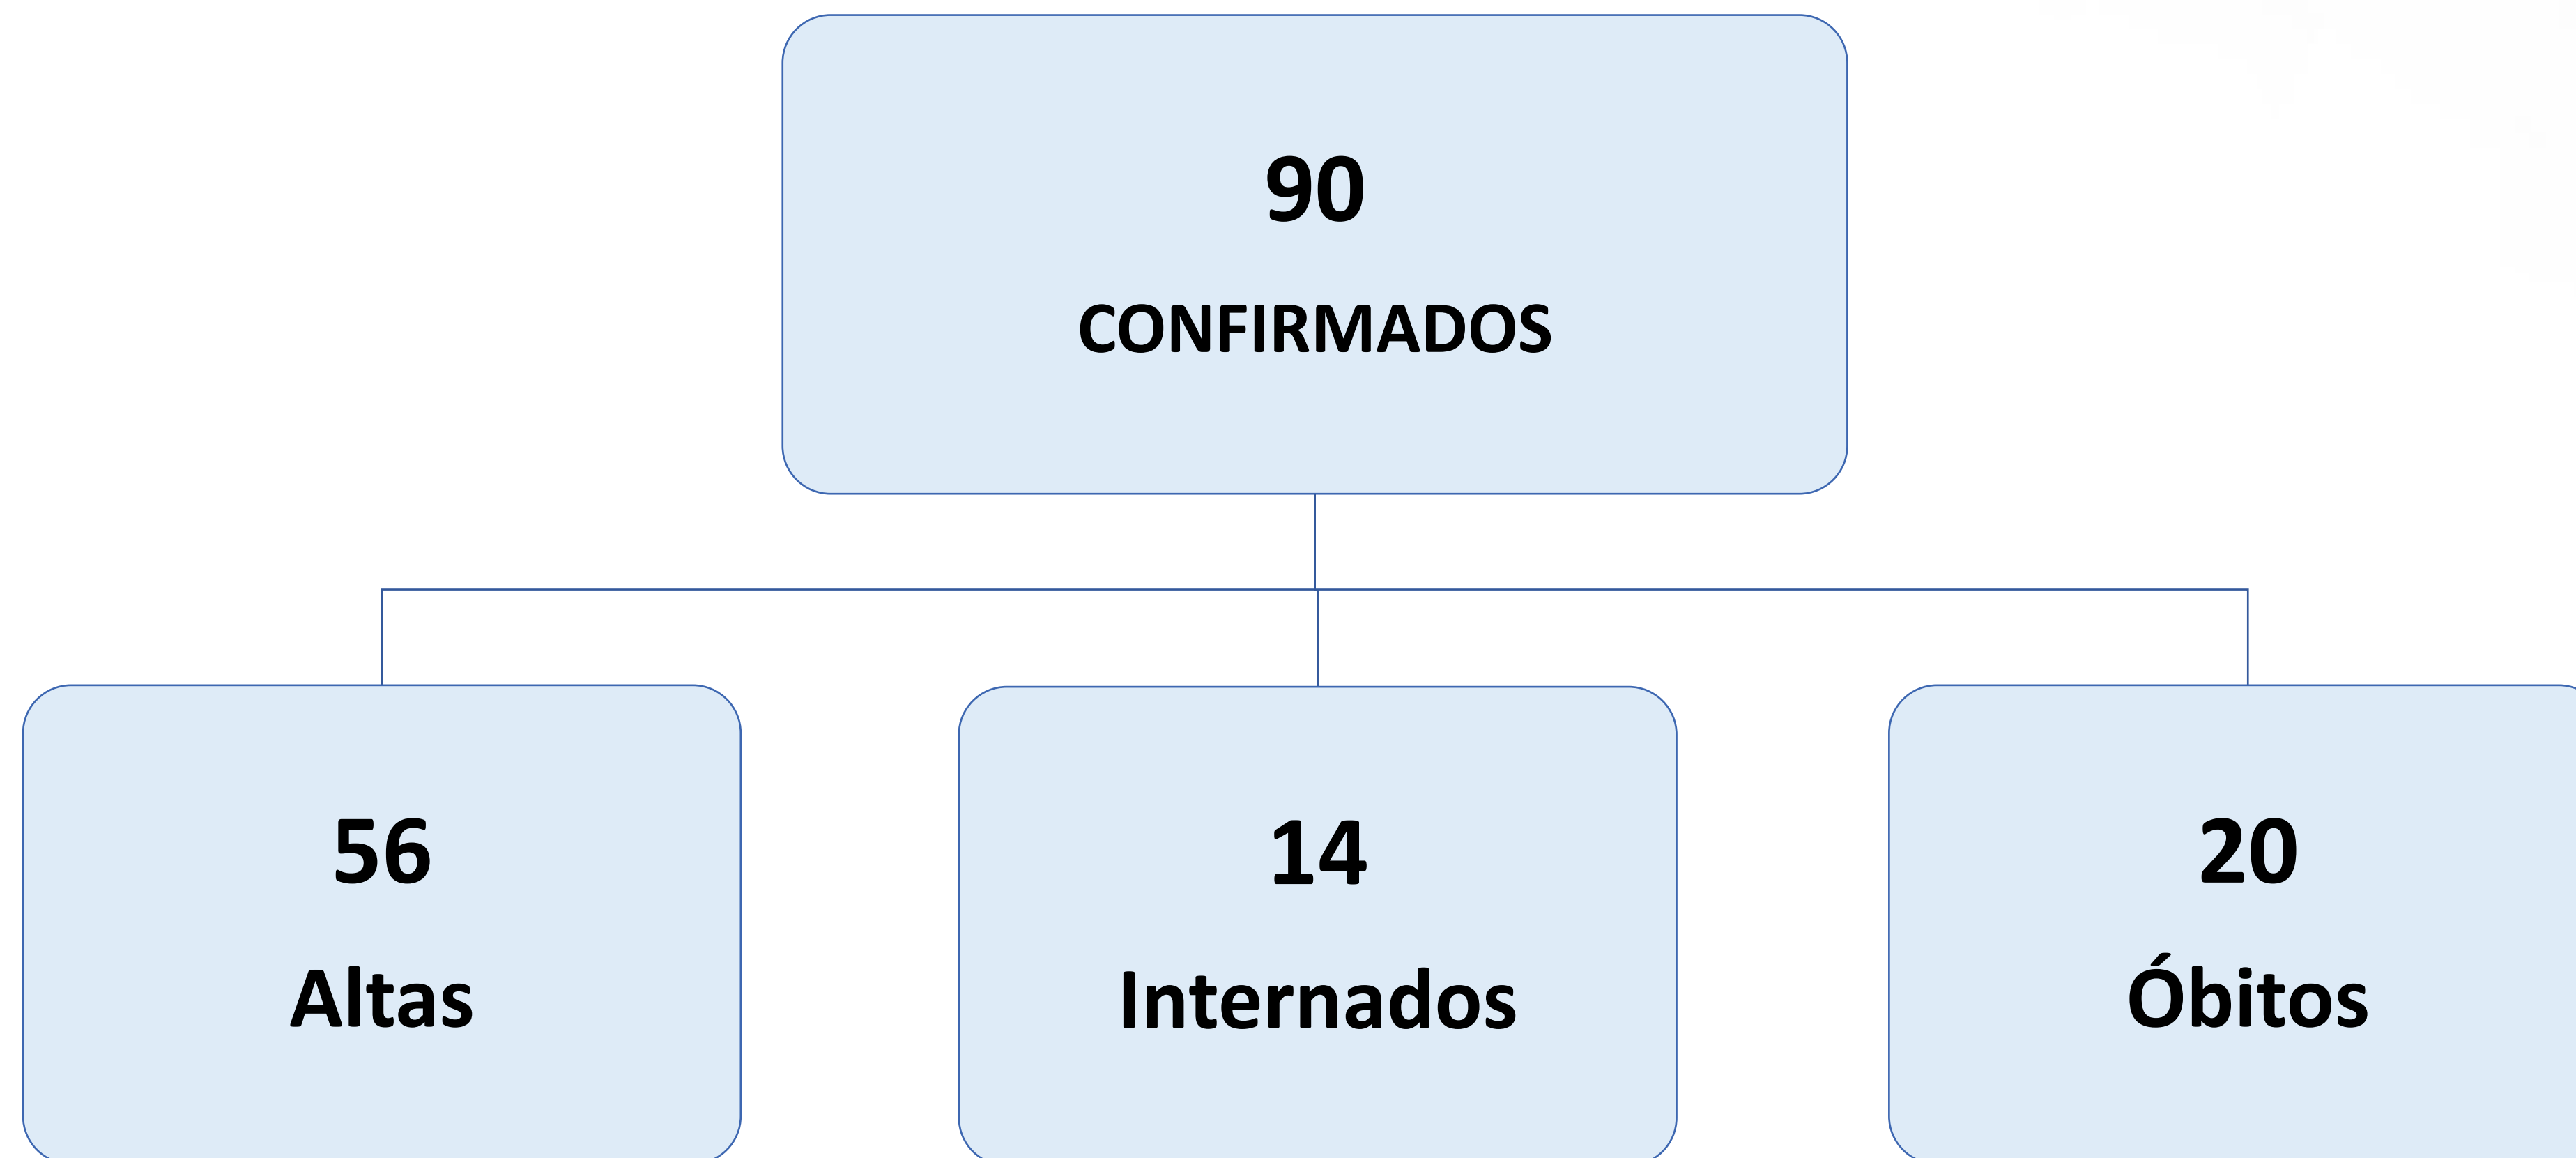 90
CONFIRMADOS
56
Altas
14
Internados
20
Óbitos